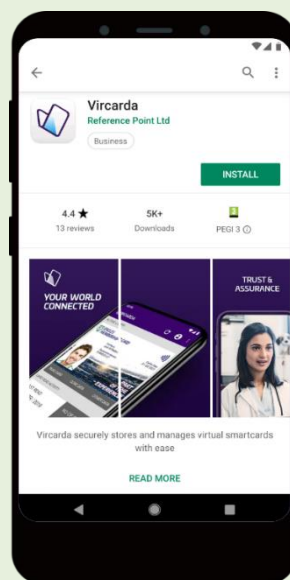 Vircarda
Reference Point Ltd
Business
INSTALL
4.4 ★
13 reviews
5K+
Downloads
3
PEGI 3
YOUR WORLD
CONNECTED
TRUST &
ASSURANCE
Vircarda securely stores and manages virtual smartcards
with ease
READ MORE